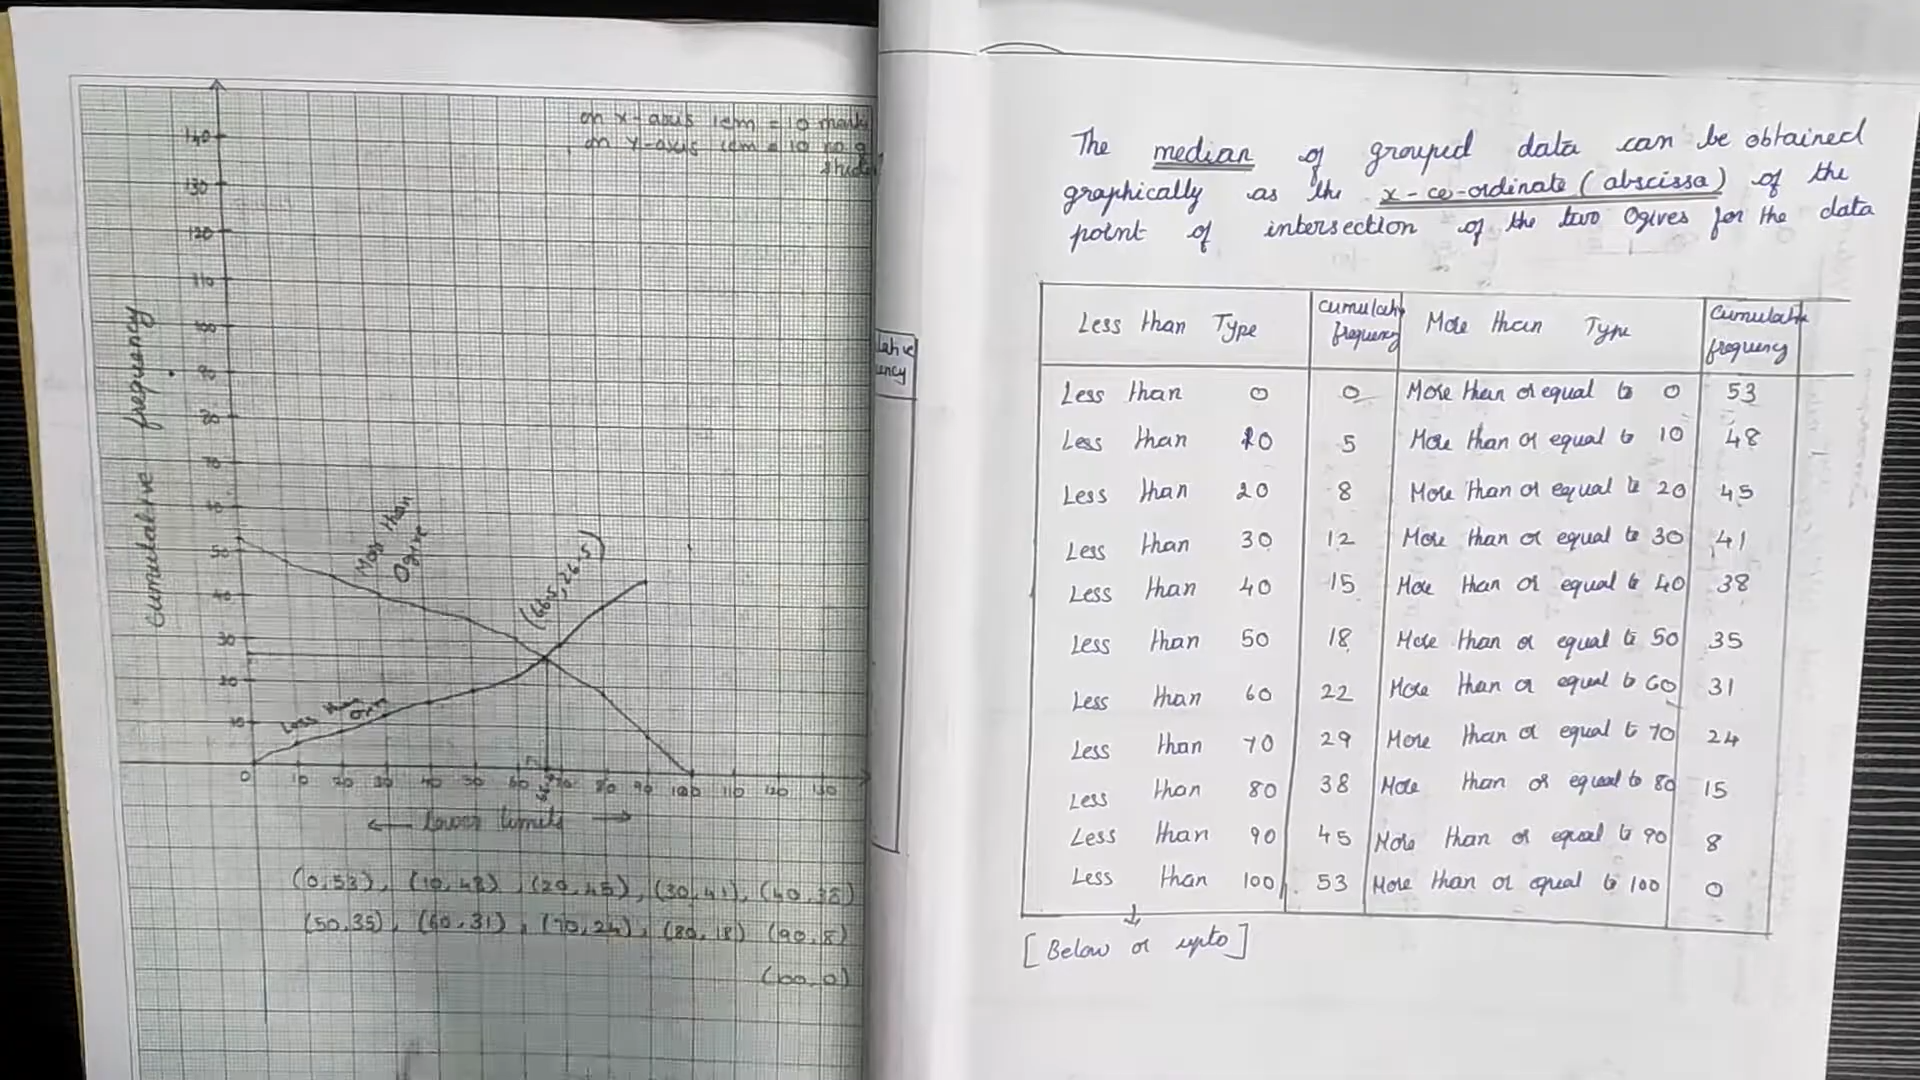 on x-axis 1cm = 10 mark
on Y-axis 1cm = 10 no o
stude
140
130
120
110
100
90
80
70
60
50
40
30
20
10
cumulative frequency
More than
Ogive
(66.5, 26.5)
Less than
0 10 20 30 40 50 60 70 80 90 100 110 120 130
← lower limits →
(0,53), (10,48), (20,45), (30,41), (40,38)
(50,35), (60,31), (70,24), (80,18) (90,8)
(100,0)
lative
uency
The median of grouped data can be obtained
graphically as the x-co-ordinate (abscissa) of the
point of intersection of the two Ogives for the data
Less than Type | cumulati frequency | More than Type | Cumulati frequency
Less than 0 | 0 | More than or equal to 0 | 53
Less than 10 | 5 | More than or equal to 10 | 48
Less than 20 | 8 | More than or equal to 20 | 45
Less than 30 | 12 | More than or equal to 30 | 41
Less than 40 | 15 | More than or equal to 40 | 38
Less than 50 | 18 | More than or equal to 50 | 35
Less than 60 | 22 | More than or equal to 60 | 31
Less than 70 | 29 | More than or equal to 70 | 24
Less than 80 | 38 | More than or equal to 80 | 15
Less than 90 | 45 | More than or equal to 90 | 8
Less than 100 | 53 | More than or equal to 100 | 0
[Below or upto]